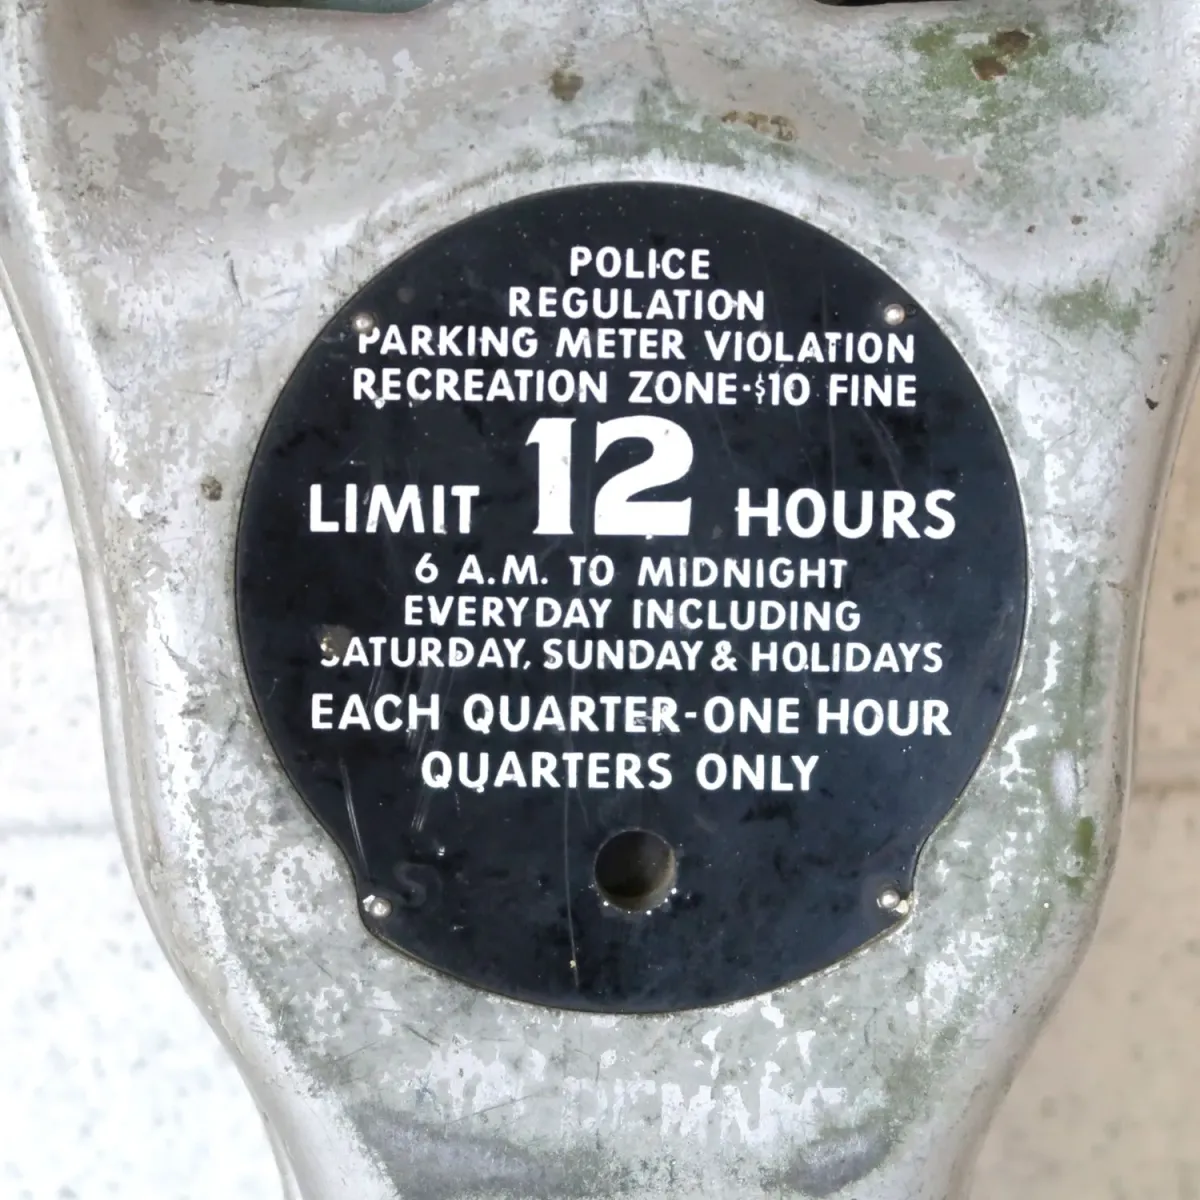 POLICE
REGULATION
PARKING METER VIOLATION
RECREATION ZONE-$10 FINE
LIMIT 12 HOURS
6 A.M. TO MIDNIGHT
EVERYDAY INCLUDING
SATURDAY, SUNDAY & HOLIDAYS
EACH QUARTER-ONE HOUR
QUARTERS ONLY